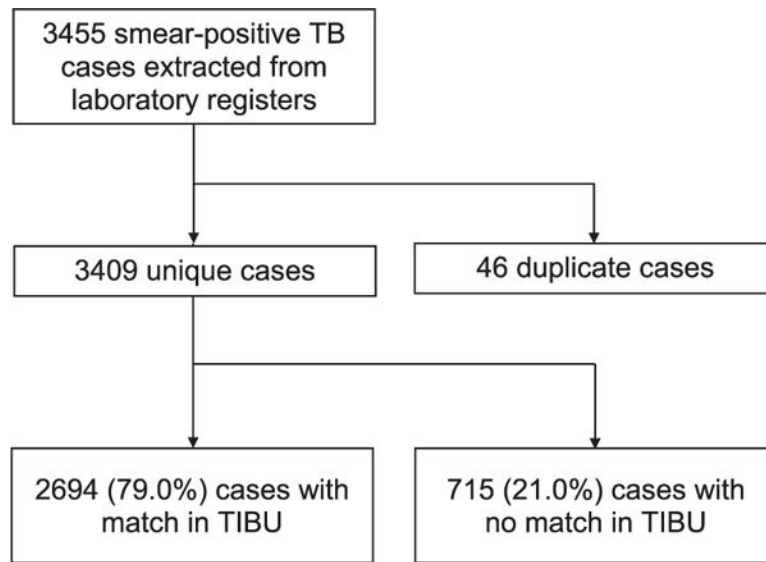 3455 smear-positive TB
cases extracted from
laboratory registers
3409 unique cases
46 duplicate cases
2694 (79.0%) cases with
match in TIBU
715 (21.0%) cases with
no match in TIBU